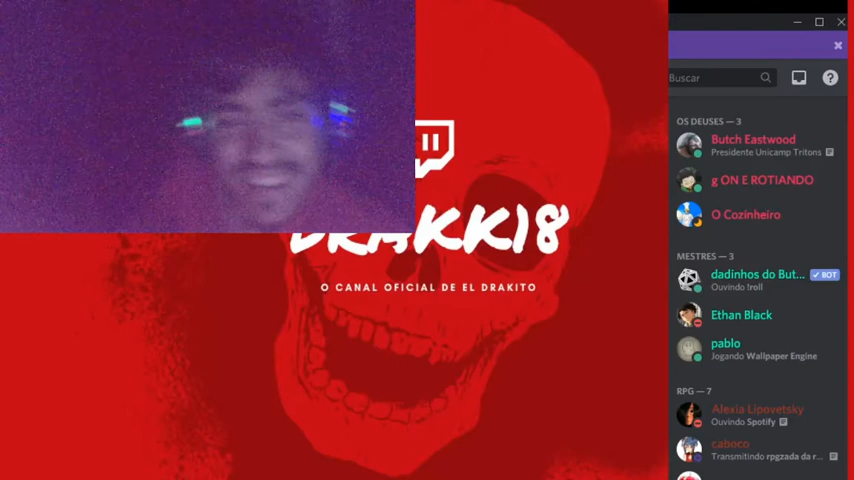 DRAKK18
O CANAL OFICIAL DE EL DRAKITO
Buscar
OS DEUSES — 3
Butch Eastwood
Presidente Unicamp Tritons
g ON E ROTIANDO
O Cozinheiro
MESTRES — 3
dadinhos do But... ✓ BOT
Ouvindo !roll
Ethan Black
pablo
Jogando Wallpaper Engine
RPG — 7
Alexia Lipovetsky
Ouvindo Spotify
caboco
Transmitindo rpgzada da r...